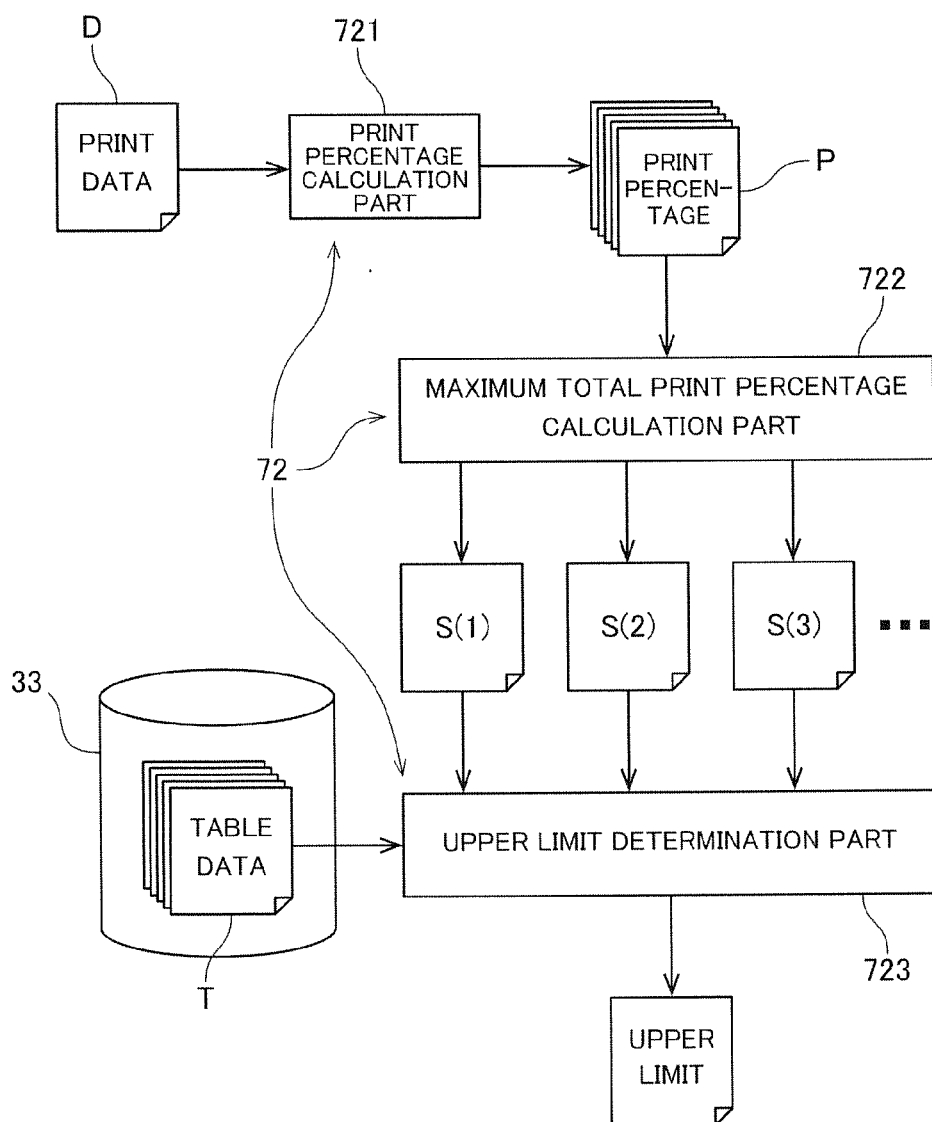 D
721
PRINT
DATA
PRINT
PERCENTAGE
CALCULATION
PART
PRINT
PERCEN-
TAGE
P
722
MAXIMUM TOTAL PRINT PERCENTAGE
CALCULATION PART
72
S(1)
S(2)
S(3)
33
TABLE
DATA
UPPER LIMIT DETERMINATION PART
T
723
UPPER
LIMIT